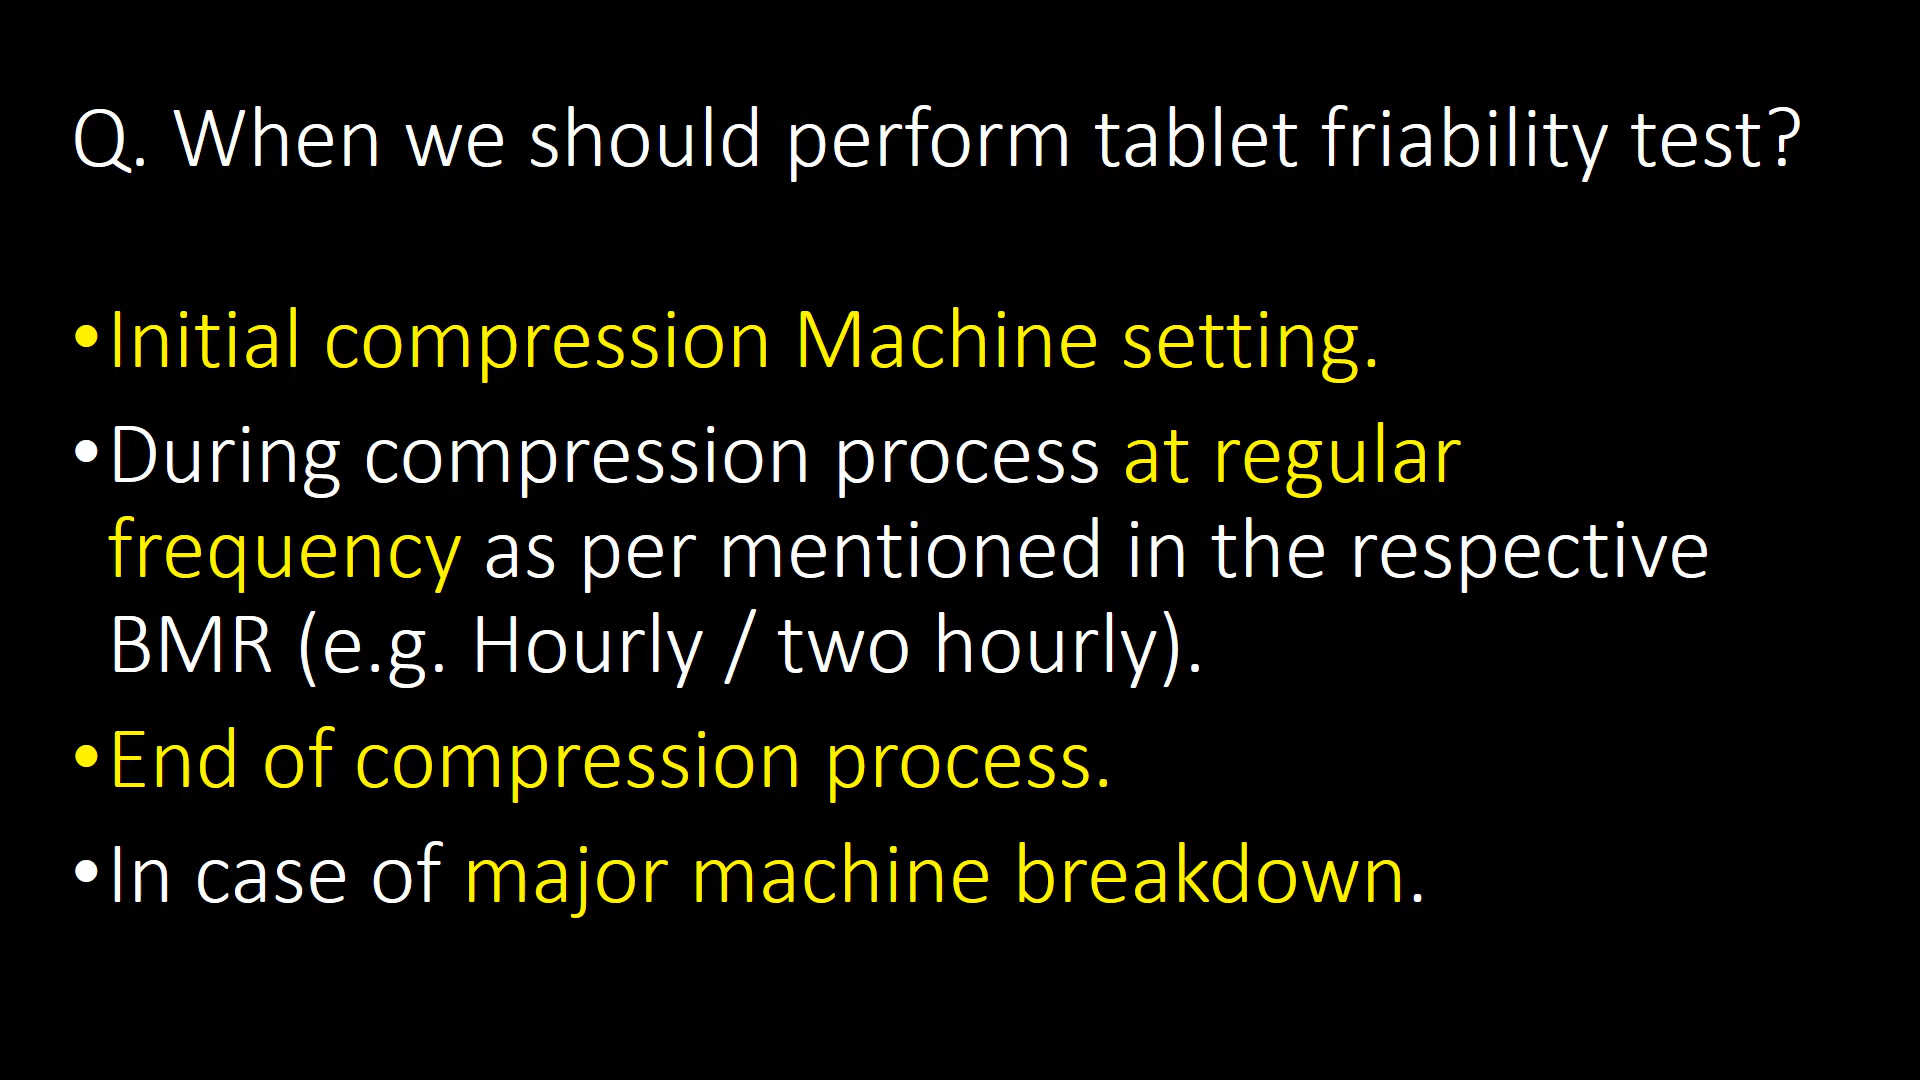 Q. When we should perform tablet friability test?
•Initial compression Machine setting.
•During compression process at regular
frequency as per mentioned in the respective
BMR (e.g. Hourly / two hourly).
•End of compression process.
•In case of major machine breakdown.